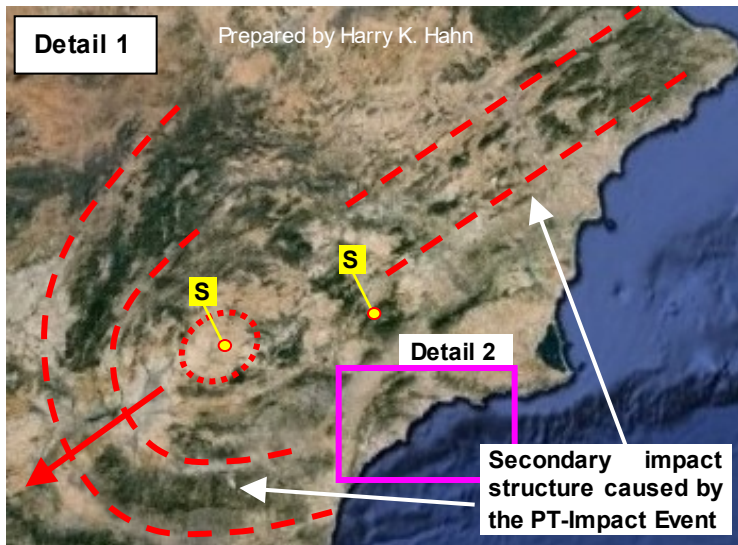 Detail 1
Prepared by Harry K. Hahn
S
S
Detail 2
Secondary impact
structure caused by
the PT-Impact Event